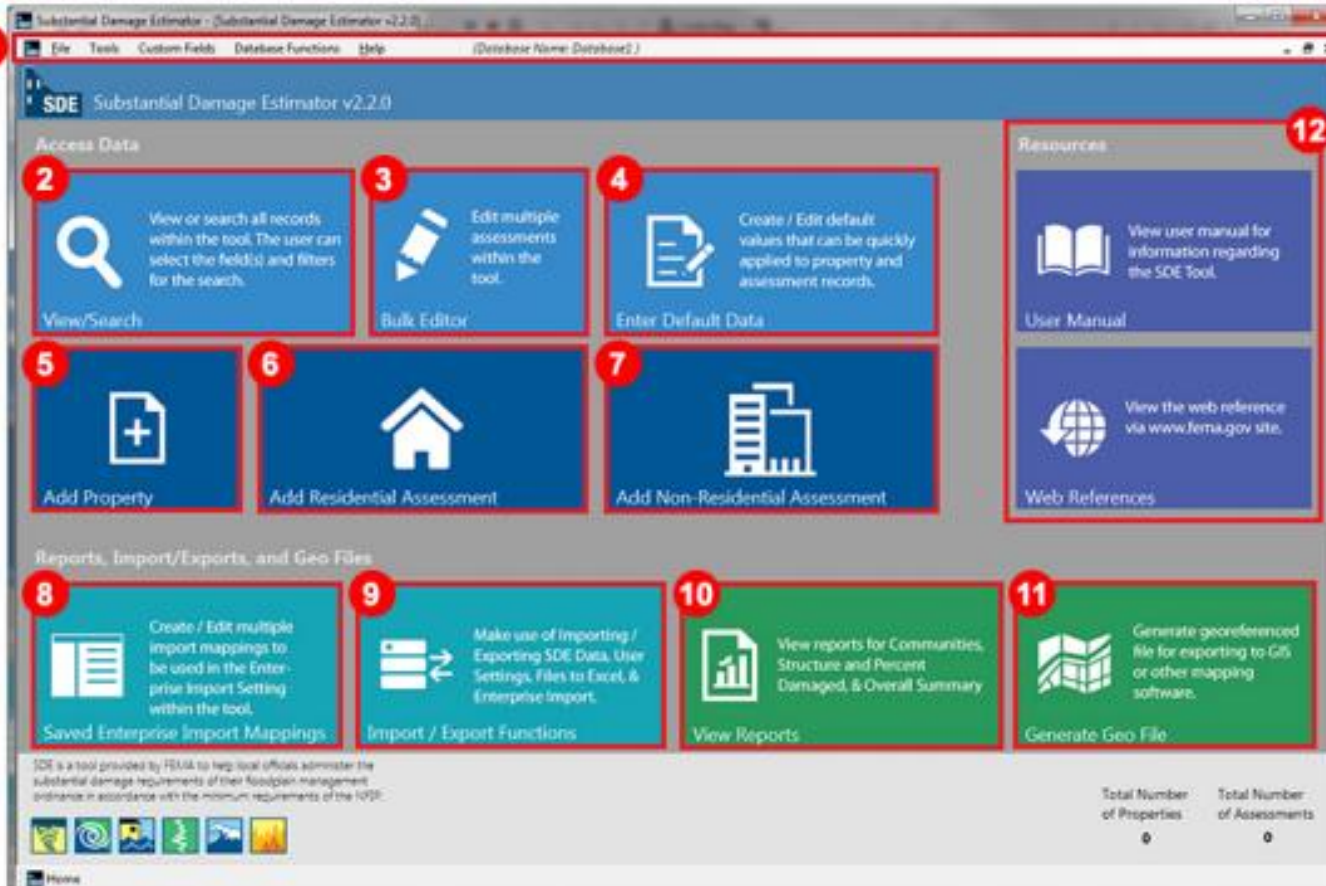 Substantial Damage Estimator - [Substantial Damage Estimator v2.2.0]
File Tools Custom Fields Database Functions Help (Database Name: Database1 )
SDE Substantial Damage Estimator v2.2.0
Access Data
2
View or search all records
within the tool. The user can
select the field(s) and filters
for the search.
View/Search
3
Edit multiple
assessments
within the
tool.
Bulk Editor
4
Create / Edit default
values that can be quickly
applied to property and
assessment records.
Enter Default Data
5
Add Property
6
Add Residential Assessment
7
Add Non-Residential Assessment
12
Resources
View user manual for
information regarding
the SDE Tool.
User Manual
View the web reference
via www.fema.gov site.
Web References
Reports, Import/Exports, and Geo Files
8
Create / Edit multiple
import mappings to
be used in the Enter-
prise Import Setting
within the tool.
Saved Enterprise Import Mappings
9
Make use of Importing /
Exporting SDE Data, User
Settings, Files to Excel, &
Enterprise Import.
Import / Export Functions
10
View reports for Communities,
Structure and Percent
Damaged, & Overall Summary
View Reports
11
Generate georeferenced
file for exporting to GIS
or other mapping
software.
Generate Geo File
SDE is a tool provided by FEMA to help local officials administer the
substantial damage requirements of their floodplain management
ordinance in accordance with the minimum requirements of the NFIP.
Total Number
of Properties
0
Total Number
of Assessments
0
Home